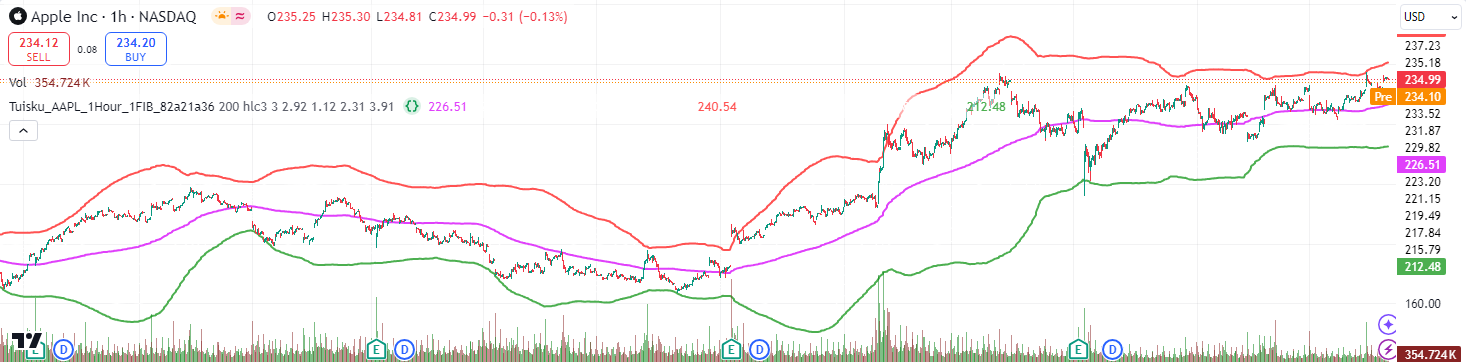 Apple Inc · 1h · NASDAQ O235.25 H235.30 L234.81 C234.99 −0.31 (−0.13%)
USD
234.12 SELL
0.08
234.20 BUY
Vol 354.724 K
Tuisku_AAPL_1Hour_1FIB_82a21a36 200 hlc3 3 2.92 1.12 2.31 3.91 {} 226.51 240.54 212.48
237.23
235.18
234.99
Pre 234.10
233.52
231.87
229.82
226.51
223.20
221.15
219.49
217.84
215.79
212.48
160.00
E D E D E D E D
354.724 K